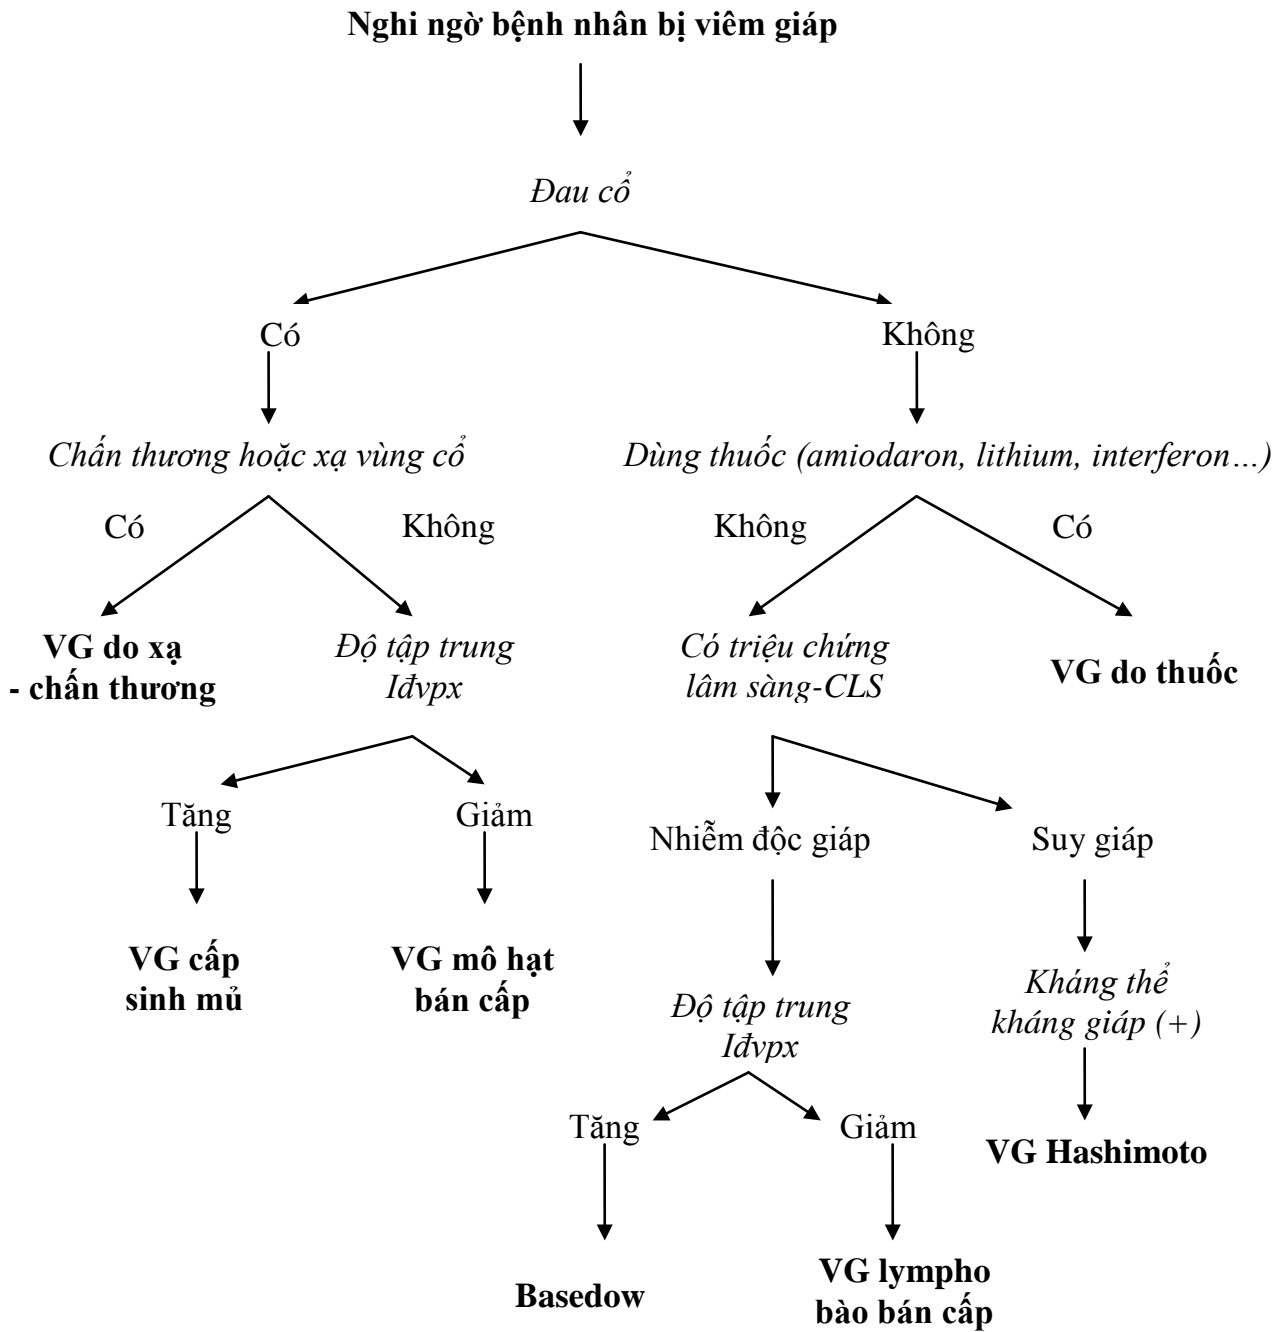 Nghi ngờ bệnh nhân bị viêm giáp
Đau cổ
Có
Không
Chấn thương hoặc xạ vùng cổ
Dùng thuốc (amiodaron, lithium, interferon…)
Có
Không
Không
Có
VG do xạ
- chấn thương
Độ tập trung
Iđvpx
Có triệu chứng
lâm sàng-CLS
VG do thuốc
Tăng
Giảm
Nhiễm độc giáp
Suy giáp
VG cấp
sinh mủ
VG mô hạt
bán cấp
Độ tập trung
Iđvpx
Kháng thể
kháng giáp (+)
Tăng
Giảm
VG Hashimoto
Basedow
VG lympho
bào bán cấp